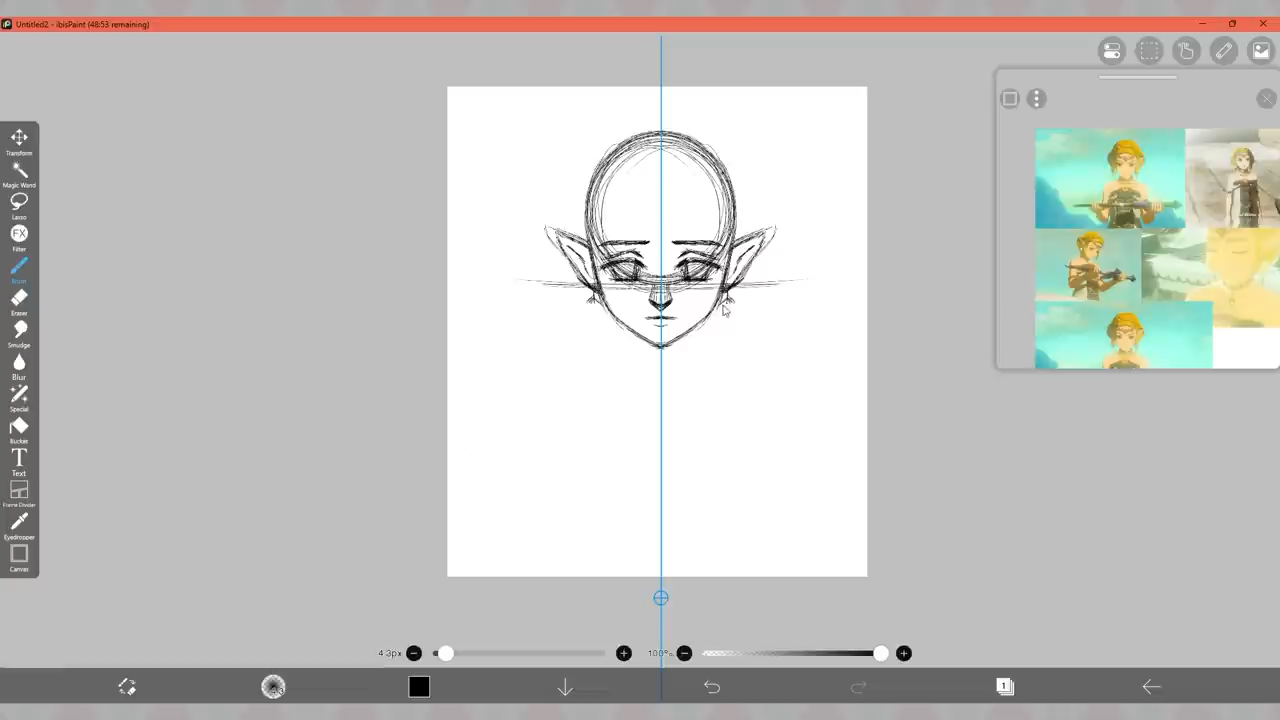 Untitled2 - ibisPaint (48:53 remaining)
Transform
Magic Wand
Lasso
FX
Filter
Brush
Eraser
Smudge
Blur
Special
Bucket
T
Text
Frame Divider
Eyedropper
Canvas
4.3px
100%
1